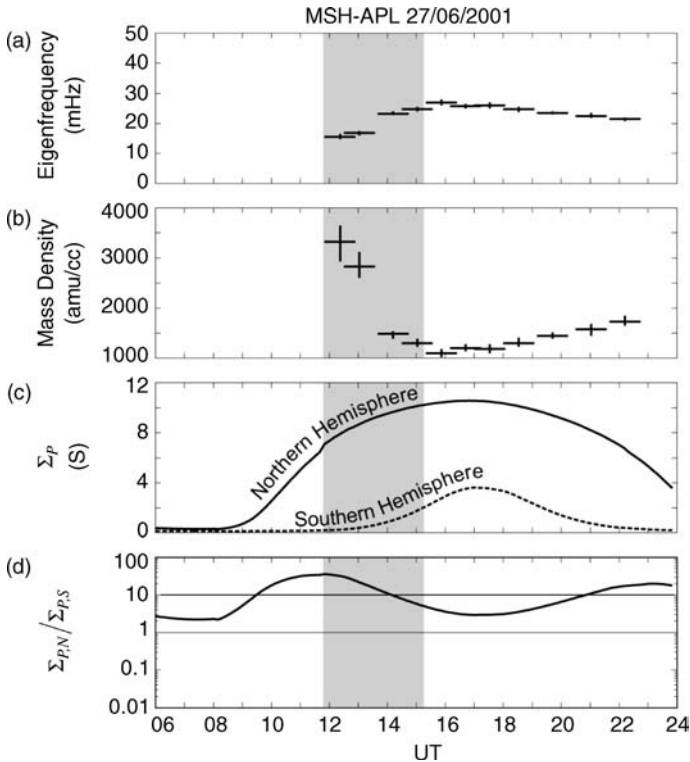 MSH-APL 27/06/2001
(a)
Eigenfrequency
(mHz)
50
40
30
20
10
0
(b)
Mass Density
(amu/cc)
4000
3000
2000
1000
(c)
Σ_P
(S)
12
8
4
0
Northern Hemisphere
Southern Hemisphere
(d)
Σ_{P,N}/Σ_{P,S}
100
10
1
0.1
0.01
06 08 10 12 14 16 18 20 22 24
UT